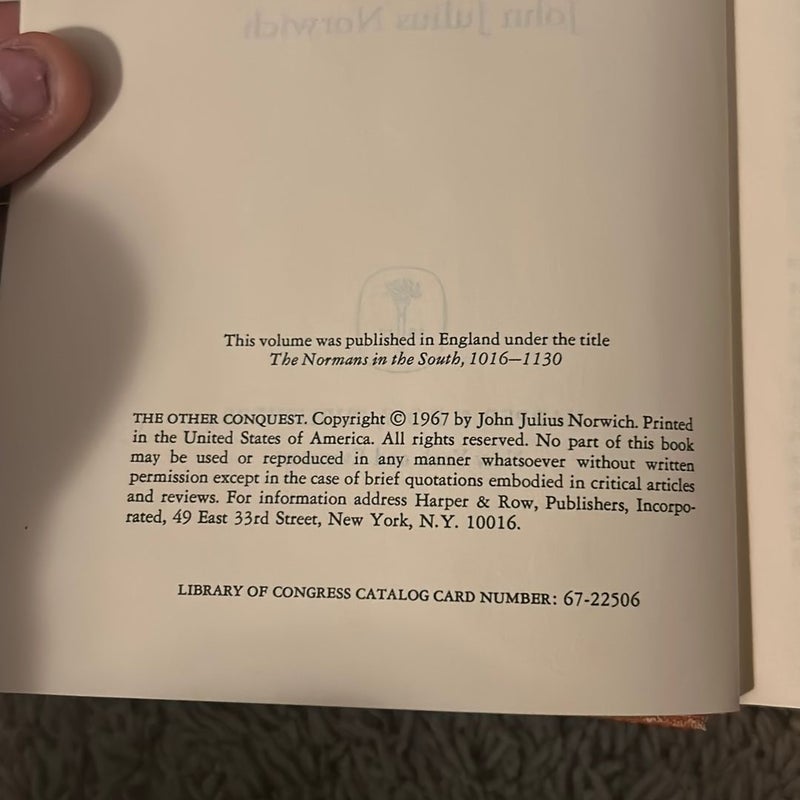 John Julius Norwich
This volume was published in England under the title
The Normans in the South, 1016—1130
THE OTHER CONQUEST. Copyright © 1967 by John Julius Norwich. Printed
in the United States of America. All rights reserved. No part of this book
may be used or reproduced in any manner whatsoever without written
permission except in the case of brief quotations embodied in critical articles
and reviews. For information address Harper & Row, Publishers, Incorpo-
rated, 49 East 33rd Street, New York, N.Y. 10016.
LIBRARY OF CONGRESS CATALOG CARD NUMBER: 67-22506